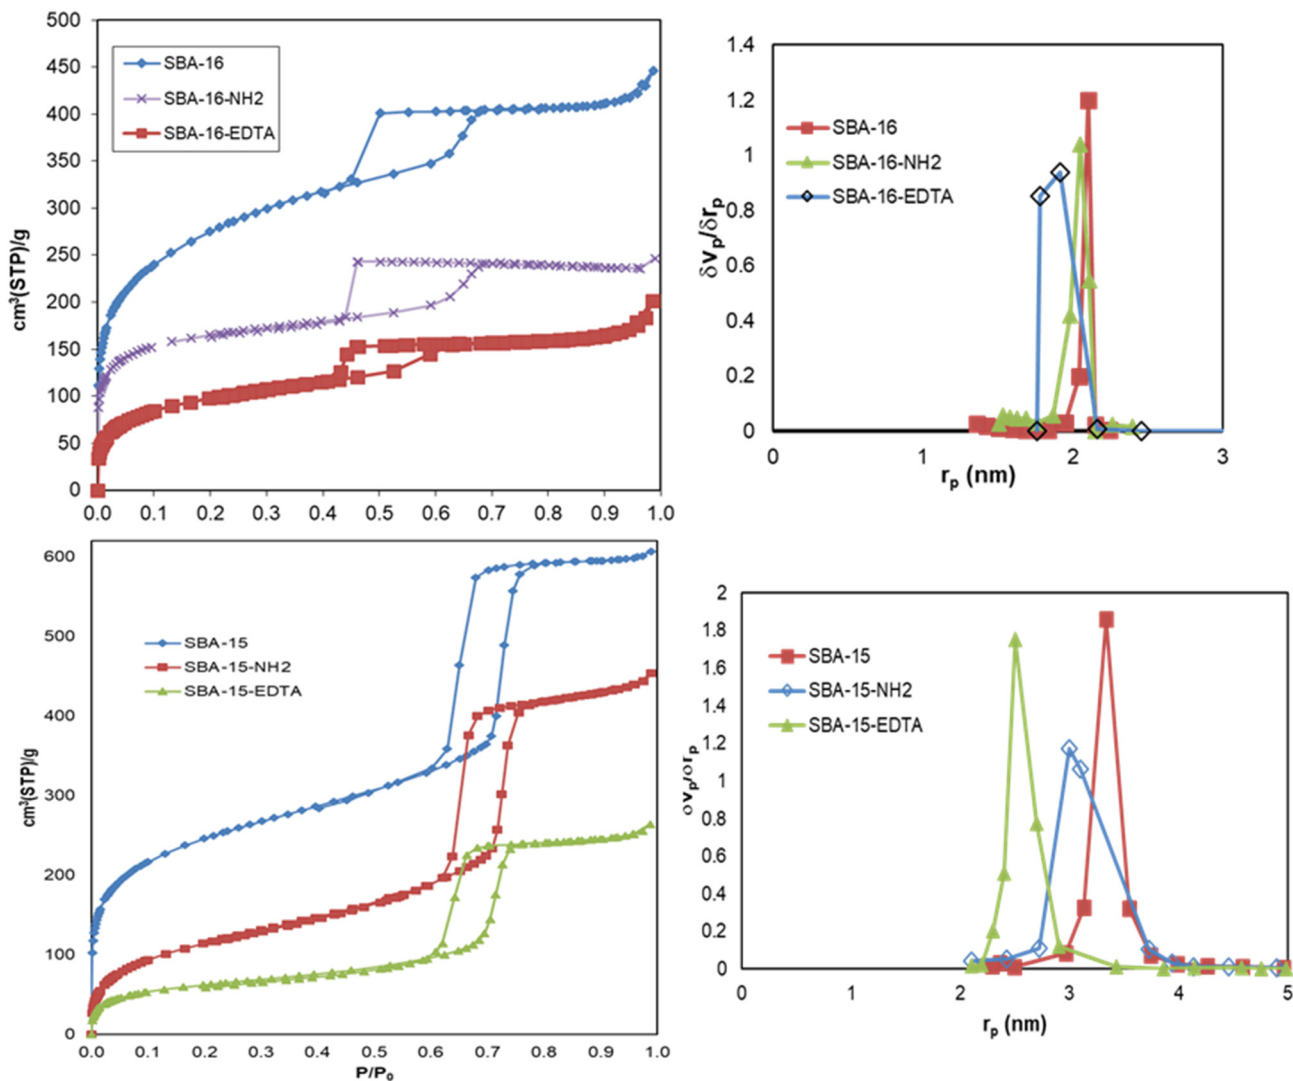 500
450
400
350
300
250
200
150
100
50
0
cm³(STP)/g
SBA-16
SBA-16-NH2
SBA-16-EDTA
0.0 0.1 0.2 0.3 0.4 0.5 0.6 0.7 0.8 0.9 1.0
1.4
1.2
1
0.8
0.6
0.4
0.2
0
δvₚ/δrₚ
SBA-16
SBA-16-NH2
SBA-16-EDTA
0 1 2 3
rₚ (nm)
600
500
400
300
200
100
0
cm³(STP)/g
SBA-15
SBA-15-NH2
SBA-15-EDTA
0.0 0.1 0.2 0.3 0.4 0.5 0.6 0.7 0.8 0.9 1.0
P/P₀
2
1.8
1.6
1.4
1.2
1
0.8
0.6
0.4
0.2
0
σvₚ/σrₚ
SBA-15
SBA-15-NH2
SBA-15-EDTA
0 1 2 3 4 5
rₚ (nm)